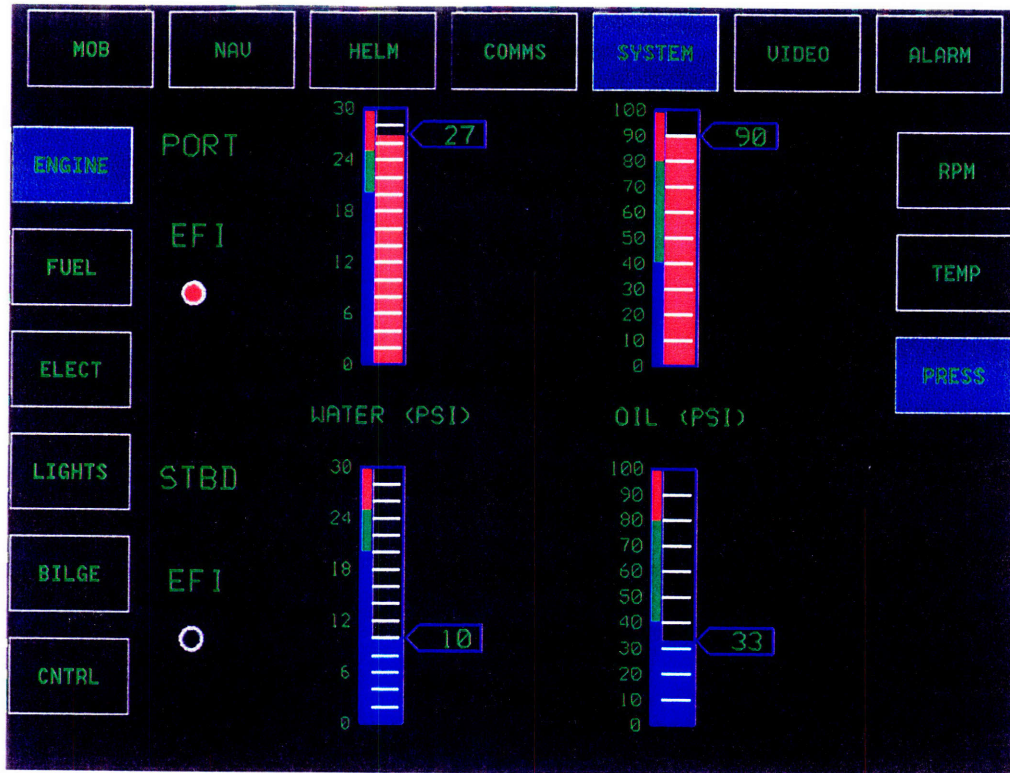 MOB NAV HELM COMMS SYSTEM VIDEO ALARM
ENGINE
FUEL
ELECT
LIGHTS
BILGE
CNTRL
PORT
EFI
30
24
18
12
6
0
27
WATER (PSI)
100
90
80
70
60
50
40
30
20
10
0
90
OIL (PSI)
STBD
EFI
30
24
18
12
6
0
10
100
90
80
70
60
50
40
30
20
10
0
33
RPM
TEMP
PRESS